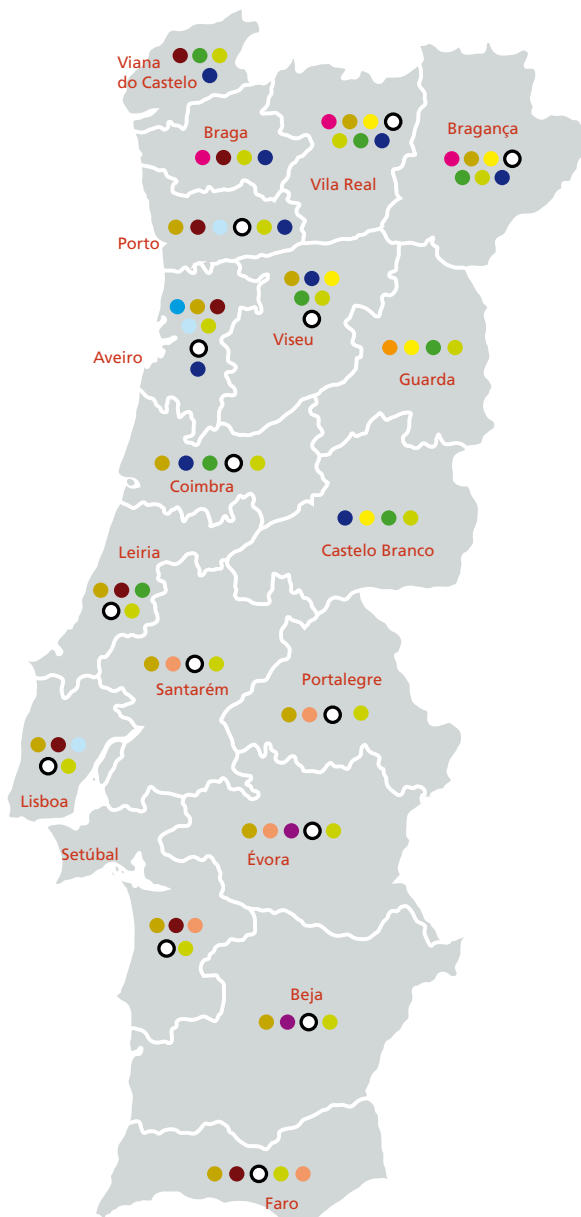 Viana
do Castelo
Braga
Vila Real
Bragança
Porto
Aveiro
Viseu
Guarda
Coimbra
Castelo Branco
Leiria
Santarém
Portalegre
Lisboa
Setúbal
Évora
Beja
Faro